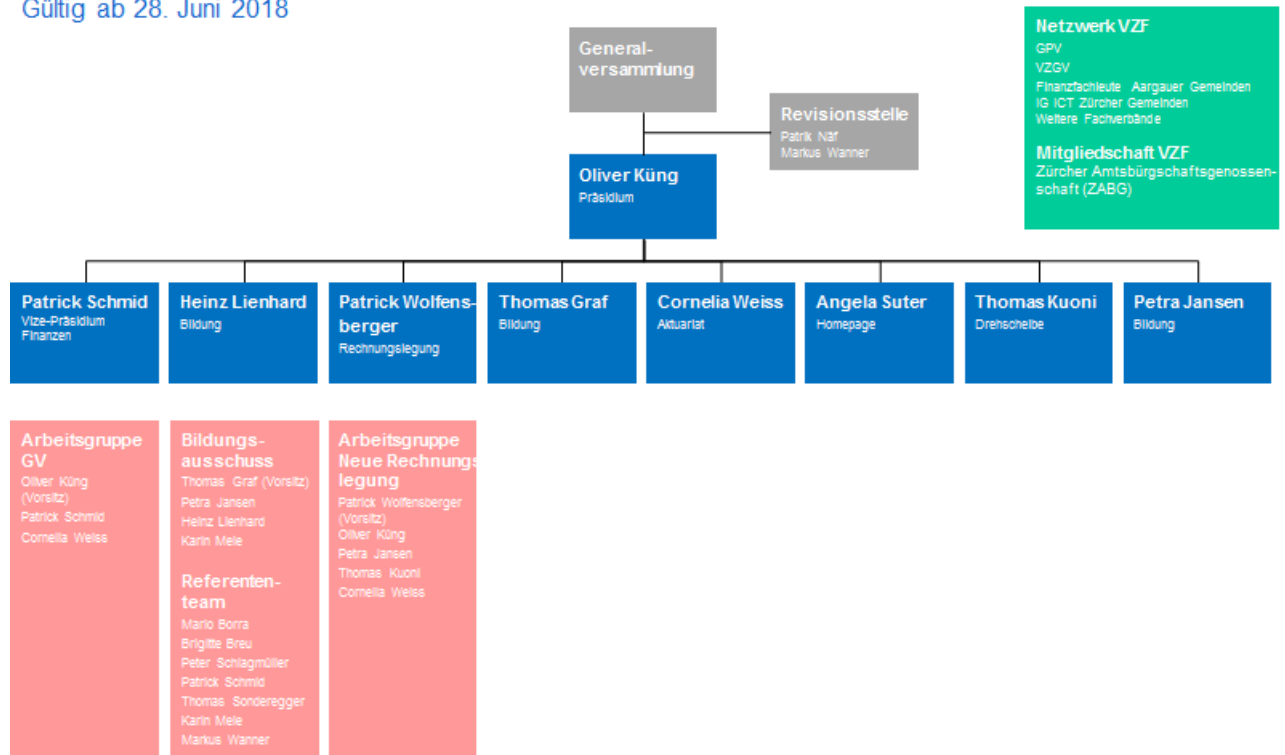 Gültig ab 28. Juni 2018
General-
versammlung
Revisionsstelle
Patrik Näf
Markus Wanner
Oliver Küng
Präsidium
Netzwerk VZF
GPV
VZGV
Finanzfachleute Aargauer Gemeinden
IG ICT Zürcher Gemeinden
Weitere Fachverbände
Mitgliedschaft VZF
Zürcher Amtsbürgschaftsgenossen-
schaft (ZABG)
Patrick Schmid
Vize-Präsidium
Finanzen
Heinz Lienhard
Bildung
Patrick Wolfens-
berger
Rechnungslegung
Thomas Graf
Bildung
Cornelia Weiss
Aktuariat
Angela Suter
Homepage
Thomas Kuoni
Drehscheibe
Petra Jansen
Bildung
Arbeitsgruppe
GV
Oliver Küng
(Vorsitz)
Patrick Schmid
Cornelia Weiss
Bildungs-
ausschuss
Thomas Graf (Vorsitz)
Petra Jansen
Heinz Lienhard
Karin Meie
Referenten-
team
Mario Borra
Brigitte Breu
Peter Schlagmüller
Patrick Schmid
Thomas Sonderegger
Karin Meie
Markus Wanner
Arbeitsgruppe
Neue Rechnungs
legung
Patrick Wolfensberger
(Vorsitz)
Oliver Küng
Petra Jansen
Thomas Kuoni
Cornelia Weiss